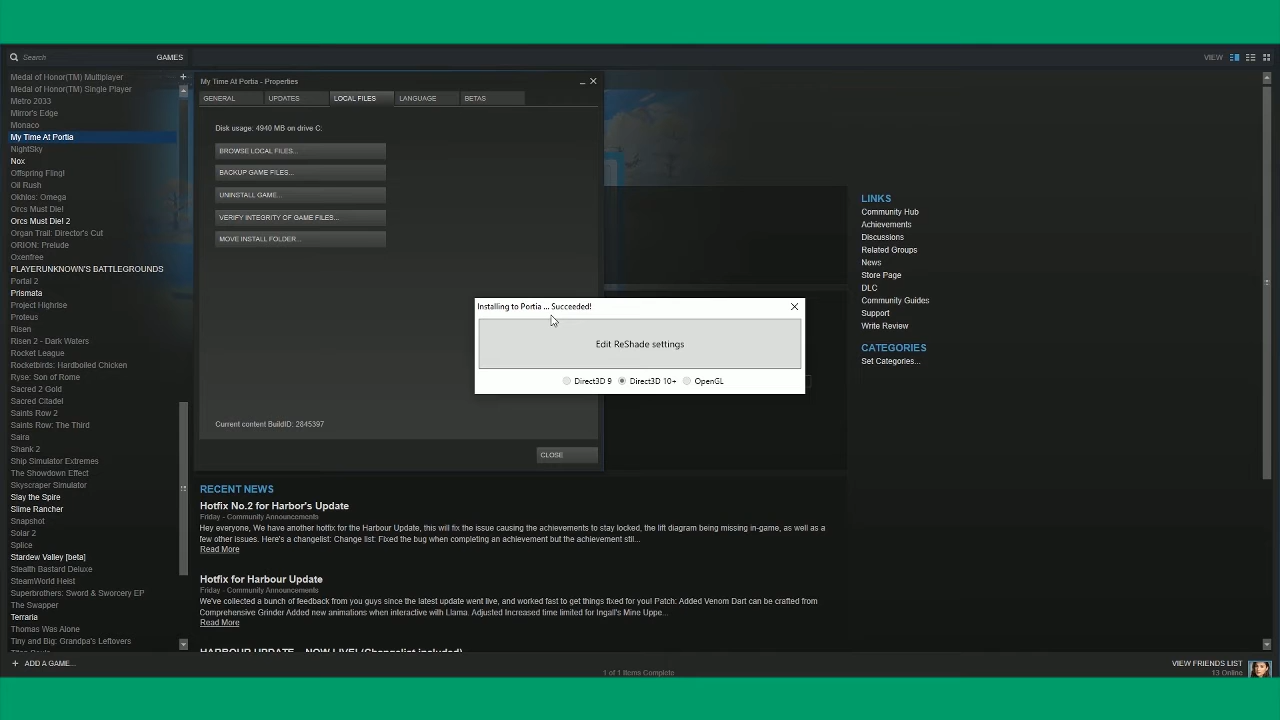 Search
GAMES
VIEW
Medal of Honor(TM) Multiplayer
Medal of Honor(TM) Single Player
Metro 2033
Mirror's Edge
Monaco
My Time At Portia
NightSky
Nox
Offspring Fling!
Oil Rush
Okhlos: Omega
Orcs Must Die!
Orcs Must Die! 2
Organ Trail: Director's Cut
ORION: Prelude
Oxenfree
PLAYERUNKNOWN'S BATTLEGROUNDS
Portal 2
Prismata
Project Highrise
Proteus
Risen
Risen 2 - Dark Waters
Rocket League
Rocketbirds: Hardboiled Chicken
Ryse: Son of Rome
Sacred 2 Gold
Sacred Citadel
Saints Row 2
Saints Row: The Third
Saira
Shank 2
Ship Simulator Extremes
The Showdown Effect
Skyscraper Simulator
Slay the Spire
Slime Rancher
Snapshot
Solar 2
Splice
Stardew Valley [beta]
Stealth Bastard Deluxe
SteamWorld Heist
Superbrothers: Sword & Sworcery EP
The Swapper
Terraria
Thomas Was Alone
Tiny and Big: Grandpa's Leftovers
+ ADD A GAME...
My Time At Portia - Properties
GENERAL
UPDATES
LOCAL FILES
LANGUAGE
BETAS
Disk usage: 4940 MB on drive C:
BROWSE LOCAL FILES...
BACKUP GAME FILES...
UNINSTALL GAME...
VERIFY INTEGRITY OF GAME FILES...
MOVE INSTALL FOLDER...
Current content BuildID: 2845397
CLOSE
Installing to Portia ... Succeeded!
Edit ReShade settings
Direct3D 9
Direct3D 10+
OpenGL
LINKS
Community Hub
Achievements
Discussions
Related Groups
News
Store Page
DLC
Community Guides
Support
Write Review
CATEGORIES
Set Categories...
RECENT NEWS
Hotfix No.2 for Harbor's Update
Friday - Community Announcements
Hey everyone, We have another hotfix for the Harbour Update, this will fix the issue causing the achievements to stay locked, the lift diagram being missing in-game, as well as a
few other issues. Here's a changelist: Change list: Fixed the bug when completing an achievement but the achievement stil...
Read More
Hotfix for Harbour Update
Friday - Community Announcements
We've collected a bunch of feedback from you guys since the latest update went live, and worked fast to get things fixed for you! Patch: Added Venom Dart can be crafted from
Comprehensive Grinder Added new animations when interactive with Llama. Adjusted Increased time limited for Ingall's Mine Uppe...
Read More
HARBOUR UPDATE - NOW LIVE! (Changelist included)
1 of 1 Items Complete
VIEW FRIENDS LIST
13 Online